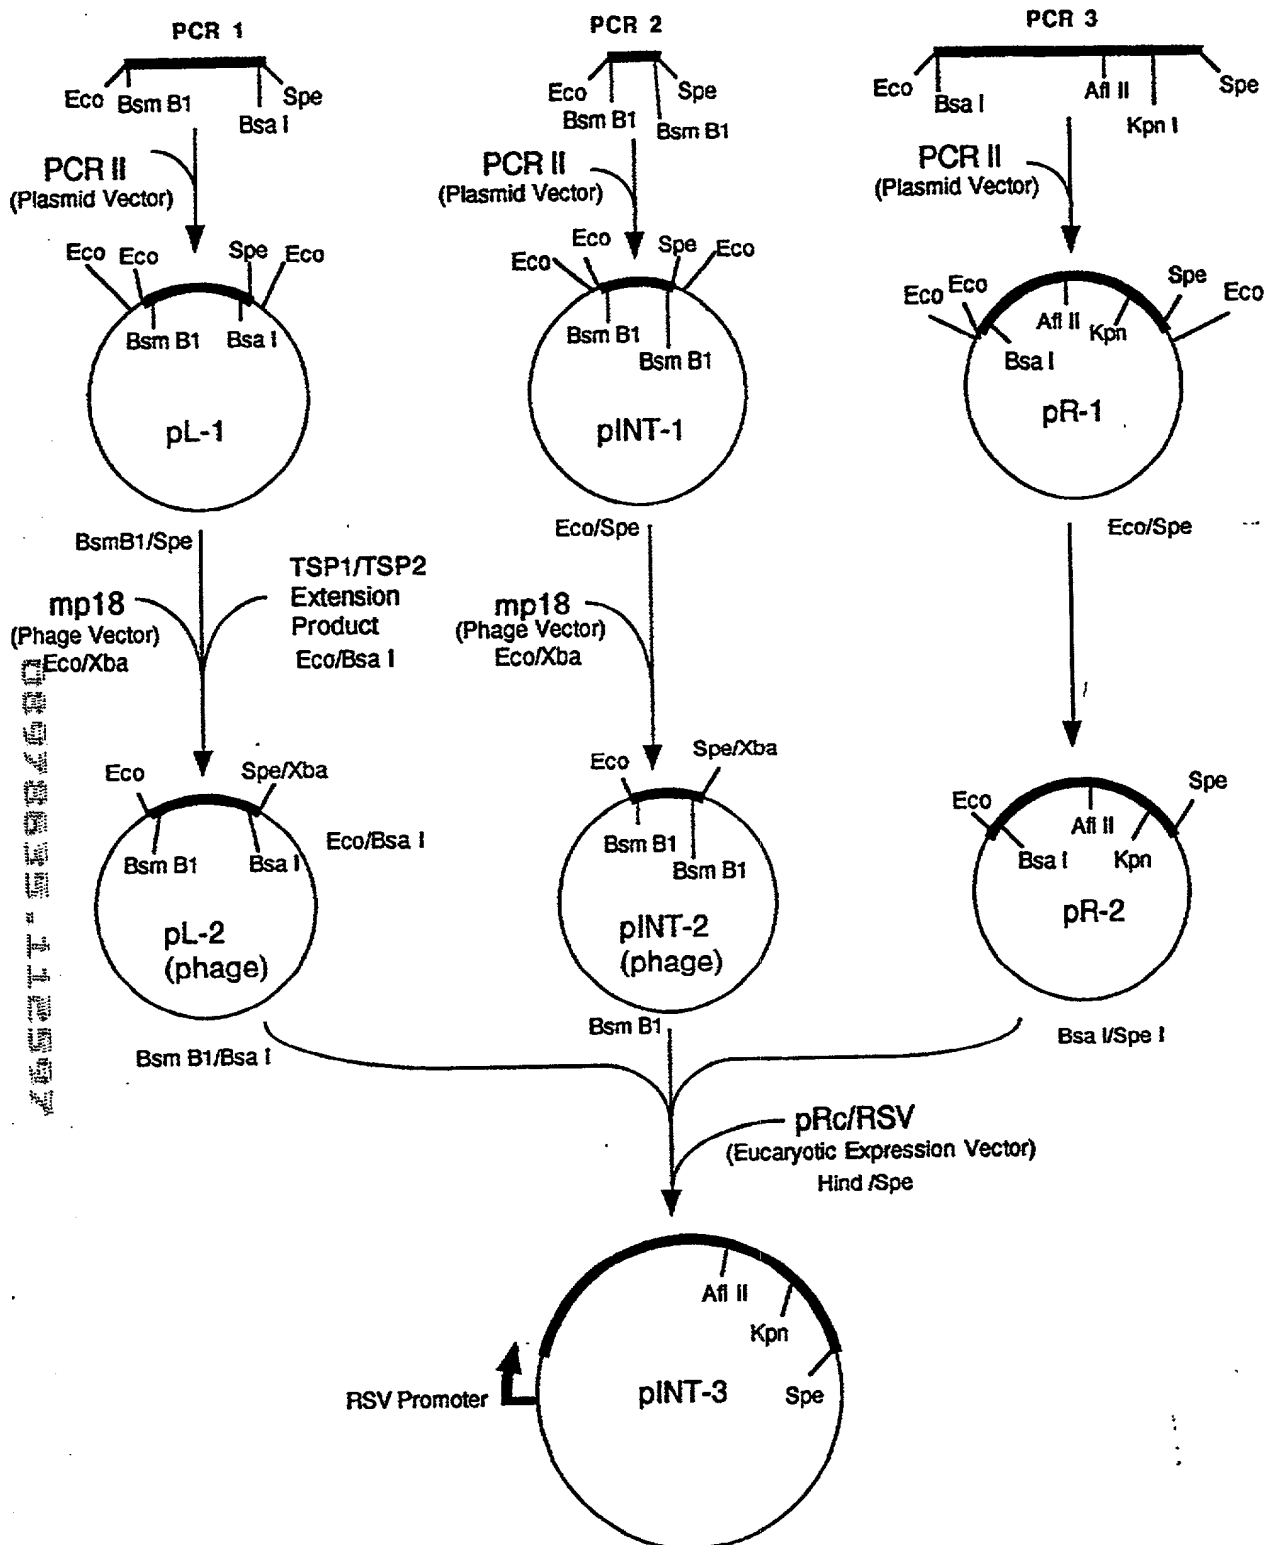 PCR 1
PCR 2
PCR 3
Eco
Bsm B1
Bsa I
Spe
Eco
Bsm B1
Spe
Bsm B1
Eco
Bsa I
Afl II
Kpn I
Spe
PCR II
(Plasmid Vector)
PCR II
(Plasmid Vector)
PCR II
(Plasmid Vector)
Eco
Eco
Spe
Eco
Bsm B1
Bsa I
pL-1
Eco
Eco
Spe
Eco
Bsm B1
Bsm B1
pINT-1
Eco
Eco
Spe
Eco
Afl II
Kpn
Bsa I
pR-1
BsmB1/Spe
Eco/Spe
Eco/Spe
mp18
(Phage Vector)
Eco/Xba
TSP1/TSP2
Extension
Product
Eco/Bsa I
mp18
(Phage Vector)
Eco/Xba
08978695.112597
Eco
Spe/Xba
Bsm B1
Bsa I
Eco/Bsa I
pL-2
(phage)
Eco
Spe/Xba
Bsm B1
Bsm B1
pINT-2
(phage)
Eco
Spe
Afl II
Bsa I
Kpn
pR-2
Bsm B1/Bsa I
Bsm B1
Bsa I/Spe I
pRc/RSV
(Eucaryotic Expression Vector)
Hind /Spe
Afl II
Kpn
Spe
RSV Promoter
pINT-3